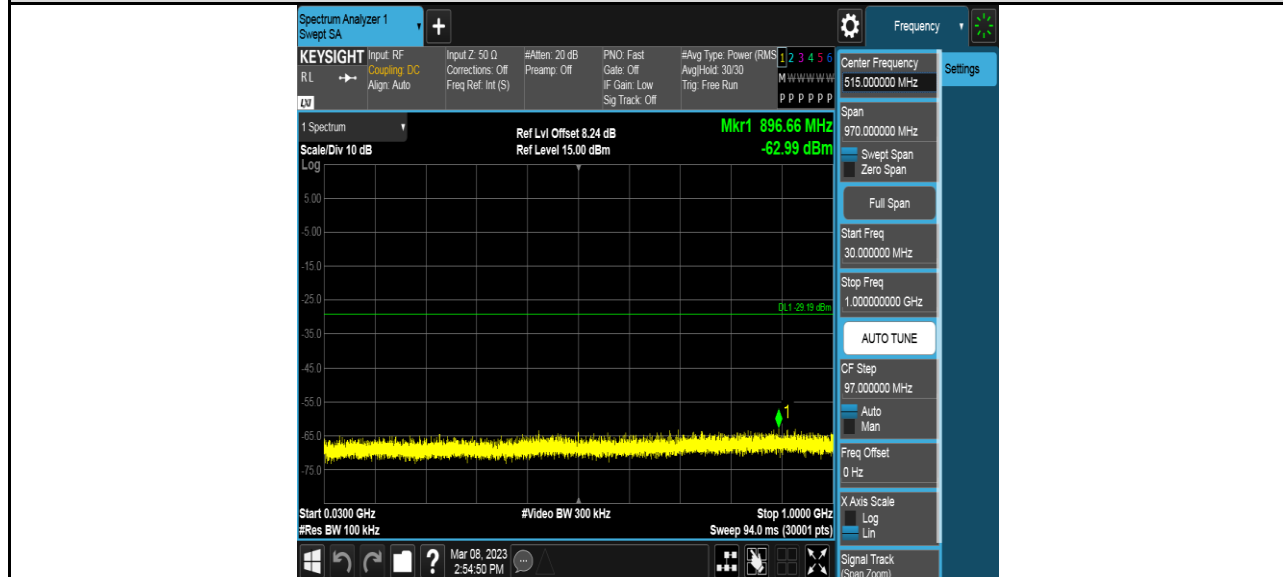 Spectrum Analyzer 1
Swept SA
+
Frequency
KEYSIGHT
RL
LXI
Input: RF
Coupling: DC
Align: Auto
Input Z: 50 Ω
Corrections: Off
Freq Ref: Int (S)
#Atten: 20 dB
Preamp: Off
PNO: Fast
Gate: Off
IF Gain: Low
Sig Track: Off
#Avg Type: Power (RMS
Avg|Hold: 30/30
Trig: Free Run
1 2 3 4 5 6
M W W W W W
P P P P P P
Center Frequency
515.000000 MHz
Settings
Span
970.000000 MHz
Swept Span
Zero Span
Full Span
Start Freq
30.000000 MHz
Stop Freq
1.000000000 GHz
AUTO TUNE
CF Step
97.000000 MHz
Auto
Man
Freq Offset
0 Hz
X Axis Scale
Log
Lin
Signal Track
(Span Zoom)
1 Spectrum
Scale/Div 10 dB
Log
Ref Lvl Offset 8.24 dB
Ref Level 15.00 dBm
Mkr1 896.66 MHz
-62.99 dBm
5.00
-5.00
-15.0
-25.0
DL1 -29.19 dBm
-35.0
-45.0
-55.0
1
-65.0
-75.0
Start 0.0300 GHz
#Video BW 300 kHz
Stop 1.0000 GHz
#Res BW 100 kHz
Sweep 94.0 ms (30001 pts)
?
Mar 08, 2023
2:54:50 PM